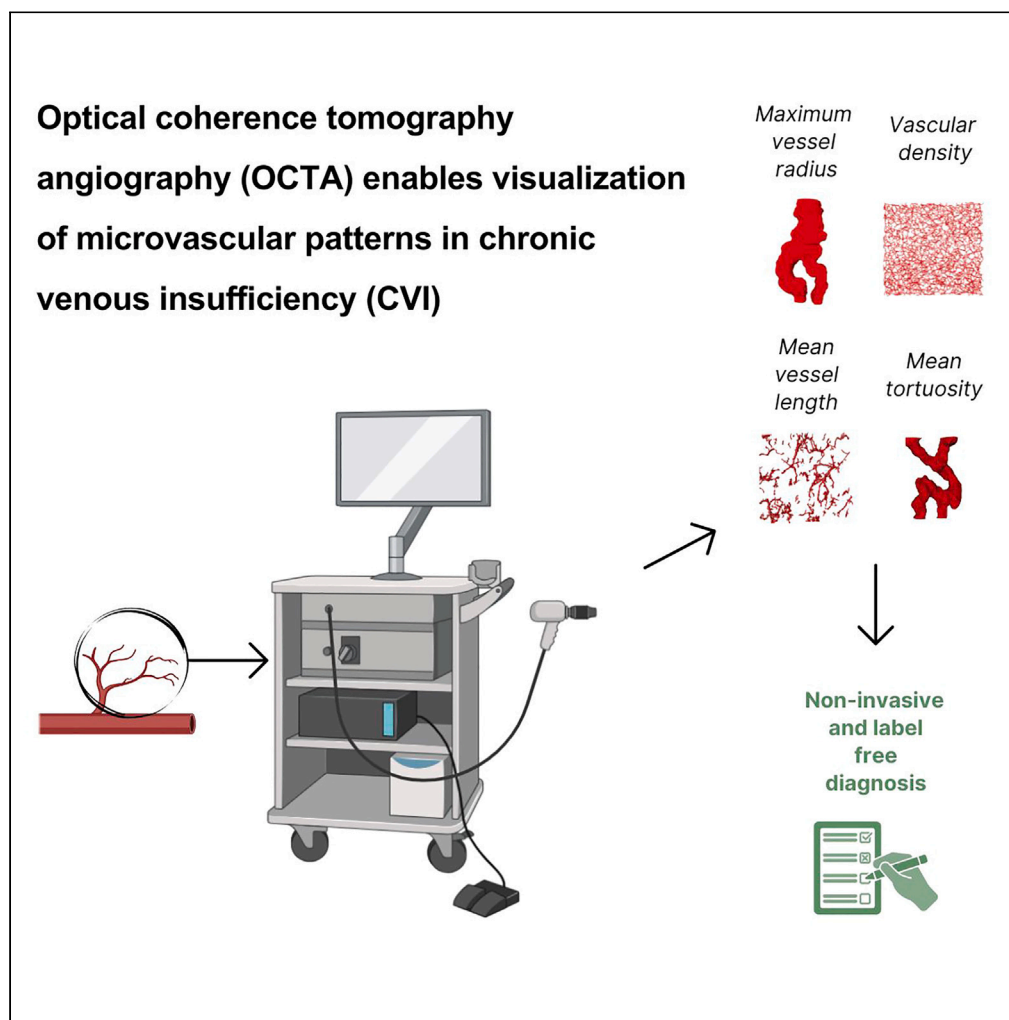 Optical coherence tomography
angiography (OCTA) enables visualization
of microvascular patterns in chronic
venous insufficiency (CVI)
Maximum
vessel
radius
Vascular
density
Mean
vessel
length
Mean
tortuosity
Non-invasive
and label
free
diagnosis